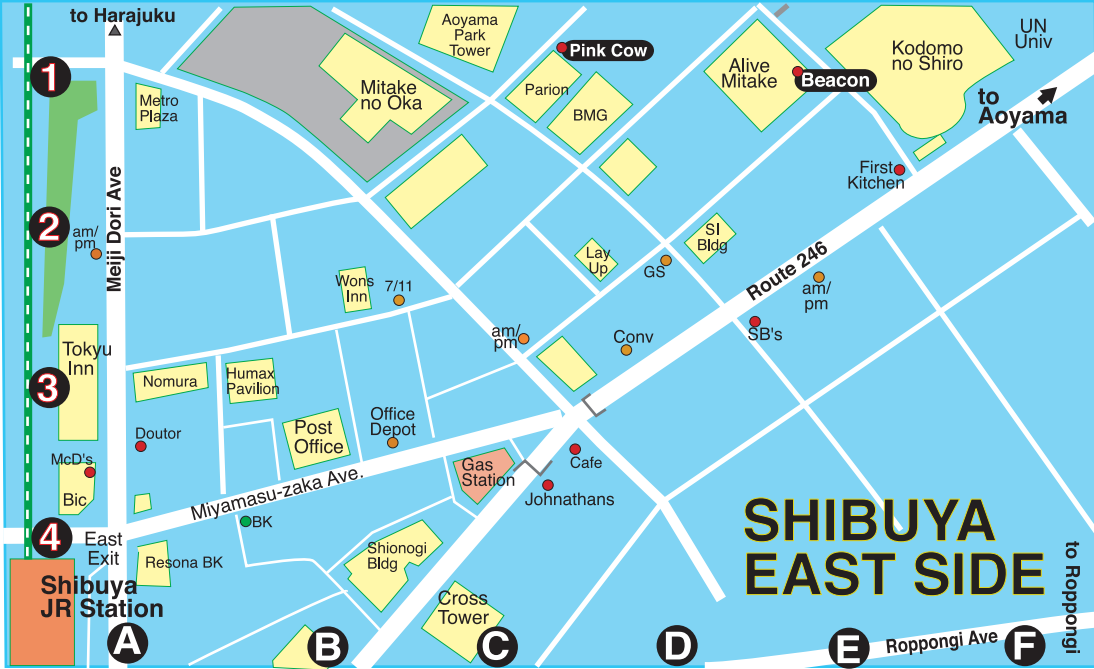 to Harajuku
Aoyama
Park
Tower
Pink Cow
UN
Univ
Kodomo
no Shiro
Alive
Mitake
Beacon
to
Aoyama
1
Metro
Plaza
Mitake
no Oka
Parion
BMG
First
Kitchen
Meiji Dori Ave
2
am/
pm
SI
Bldg
Lay
Up
GS
Route 246
am/
pm
Wons
Inn
7/11
am/
pm
Conv
SB's
Tokyu
Inn
3
Nomura
Humax
Pavilion
Post
Office
Office
Depot
Doutor
McD's
Bic
Gas
Station
Cafe
Johnathans
Miyamasu-zaka Ave.
BK
4
East
Exit
Resona BK
Shionogi
Bldg
SHIBUYA
EAST SIDE
to Roppongi
Shibuya
JR Station
Cross
Tower
A
B
C
D
E
Roppongi Ave
F